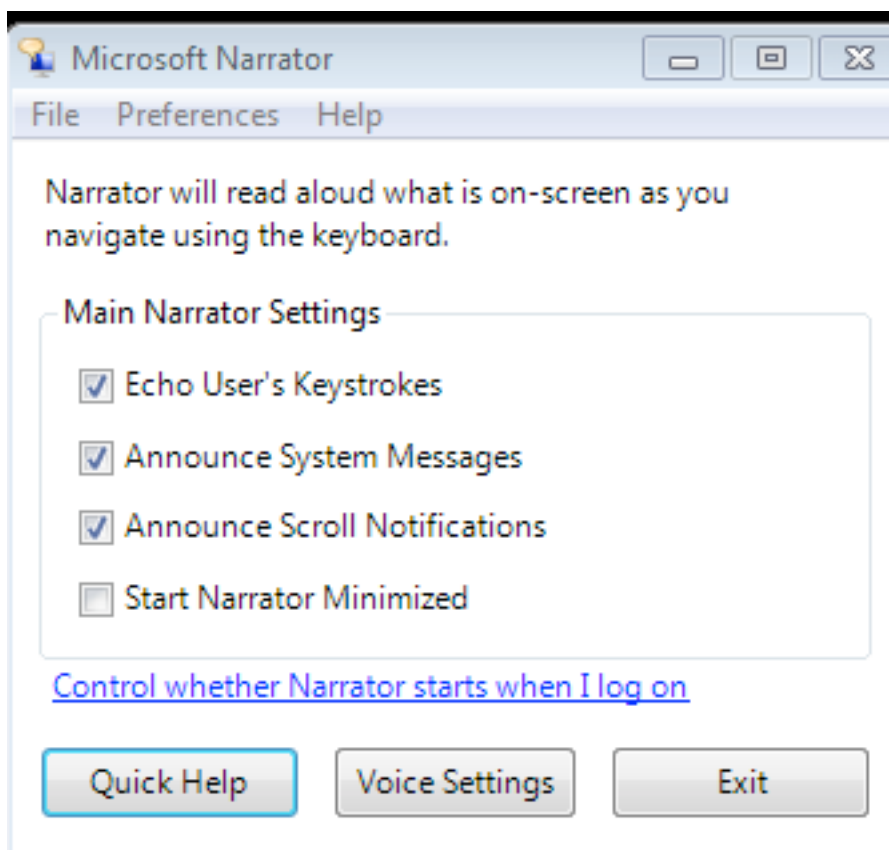 Microsoft Narrator
File Preferences Help
Narrator will read aloud what is on-screen as you
navigate using the keyboard.
Main Narrator Settings
Echo User's Keystrokes
Announce System Messages
Announce Scroll Notifications
Start Narrator Minimized
Control whether Narrator starts when I log on
Quick Help Voice Settings Exit